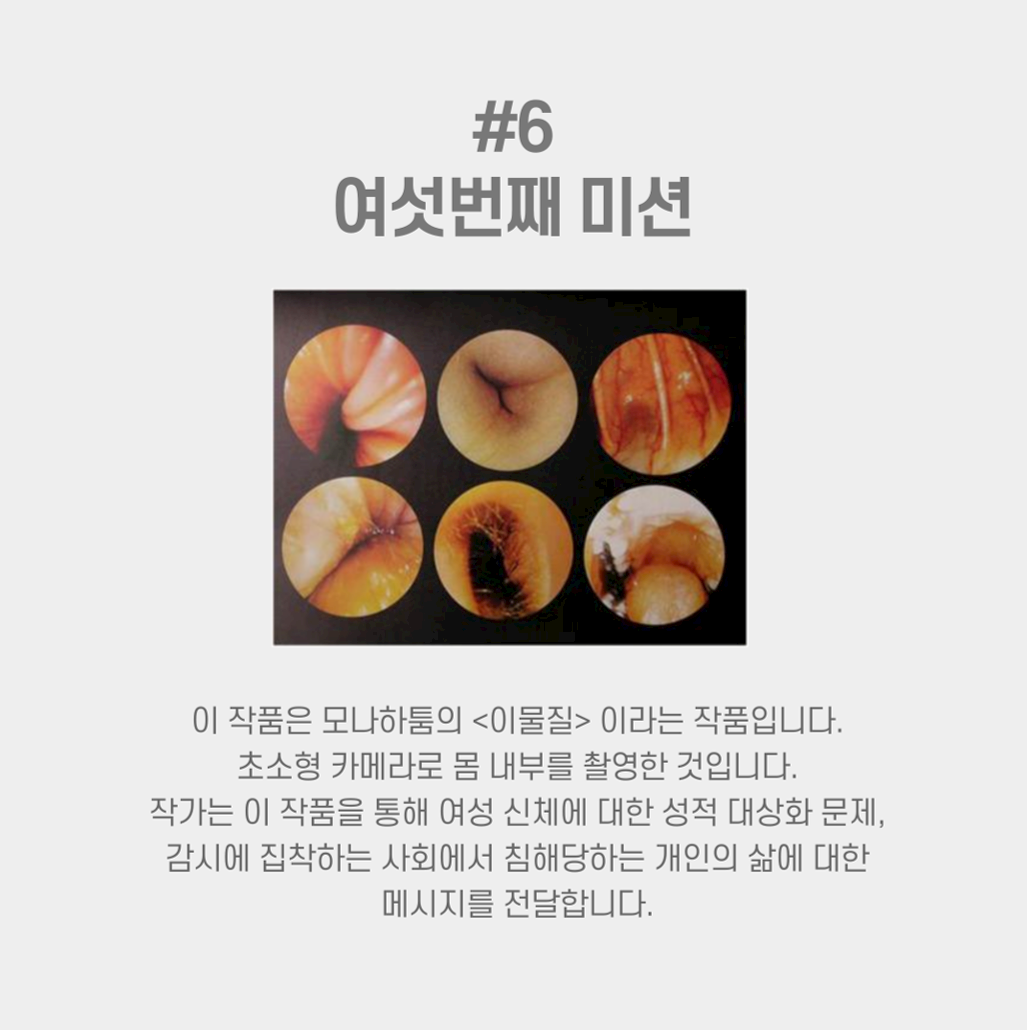 #6
여섯번째 미션
이 작품은 모나하툼의 <이물질> 이라는 작품입니다.
초소형 카메라로 몸 내부를 촬영한 것입니다.
작가는 이 작품을 통해 여성 신체에 대한 성적 대상화 문제,
감시에 집착하는 사회에서 침해당하는 개인의 삶에 대한
메시지를 전달합니다.